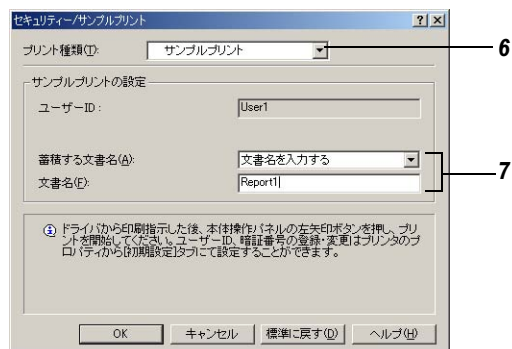 セキュリティー/サンプルプリント
プリント種類(T): サンプルプリント 6
サンプルプリントの設定
ユーザーID: User1
蓄積する文書名(A): 文書名を入力する
7
文書名(F): Report1
ドライバから印刷指示した後、本体操作パネルの左矢印ボタンを押し、プリ
ントを開始してください。ユーザーID、暗証番号の登録・変更はプリンタのプ
ロパティから[初期設定]タブにて設定することができます。
OK キャンセル 標準に戻す(D) ヘルプ(H)